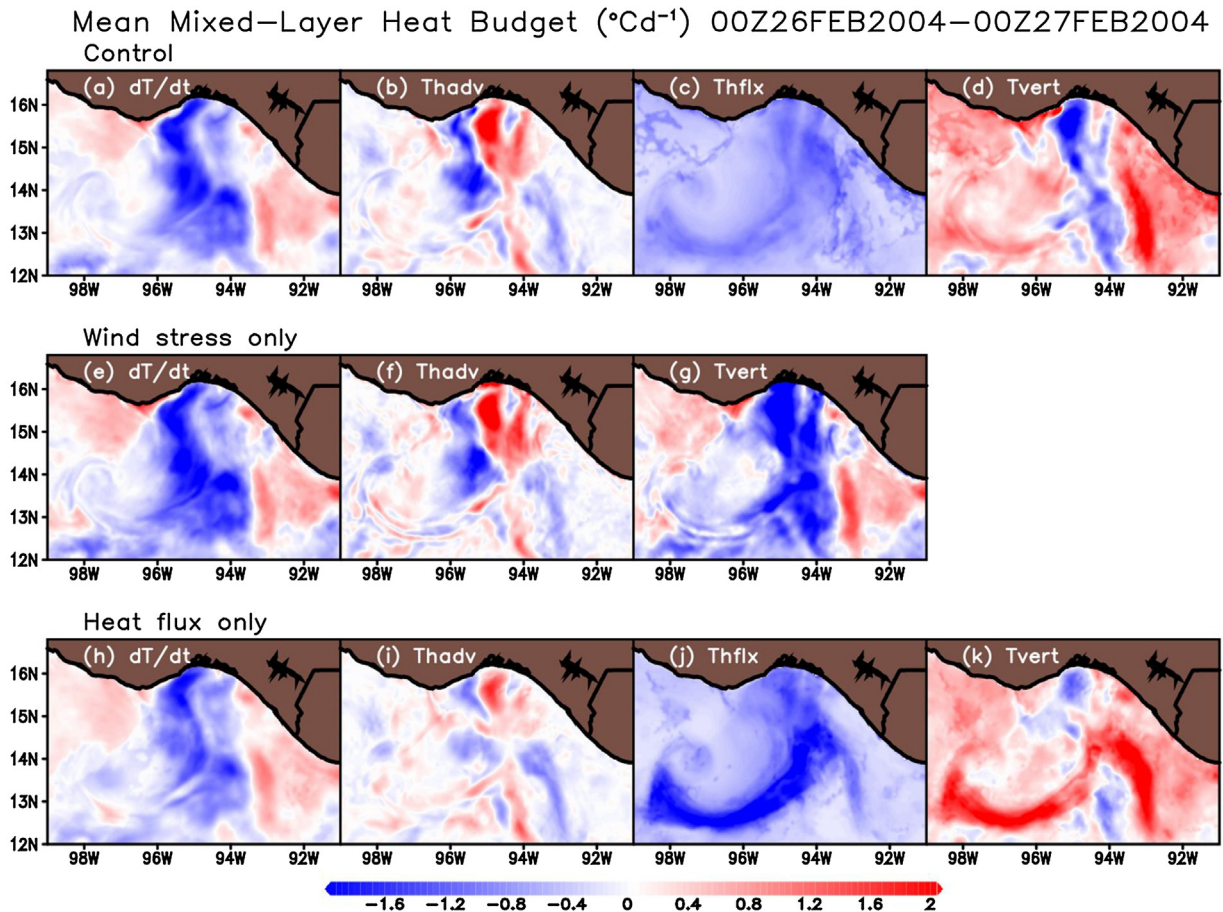 Mean Mixed-Layer Heat Budget (°Cd⁻¹) 00Z26FEB2004-00Z27FEB2004
Control
(a) dT/dt (b) Thadv (c) Thflx (d) Tvert
16N
15N
14N
13N
12N
98W 96W 94W 92W 98W 96W 94W 92W 98W 96W 94W 92W 98W 96W 94W 92W
Wind stress only
(e) dT/dt (f) Thadv (g) Tvert
16N
15N
14N
13N
12N
98W 96W 94W 92W 98W 96W 94W 92W 98W 96W 94W 92W
Heat flux only
(h) dT/dt (i) Thadv (j) Thflx (k) Tvert
16N
15N
14N
13N
12N
98W 96W 94W 92W 98W 96W 94W 92W 98W 96W 94W 92W 98W 96W 94W 92W
-1.6 -1.2 -0.8 -0.4 0 0.4 0.8 1.2 1.6 2